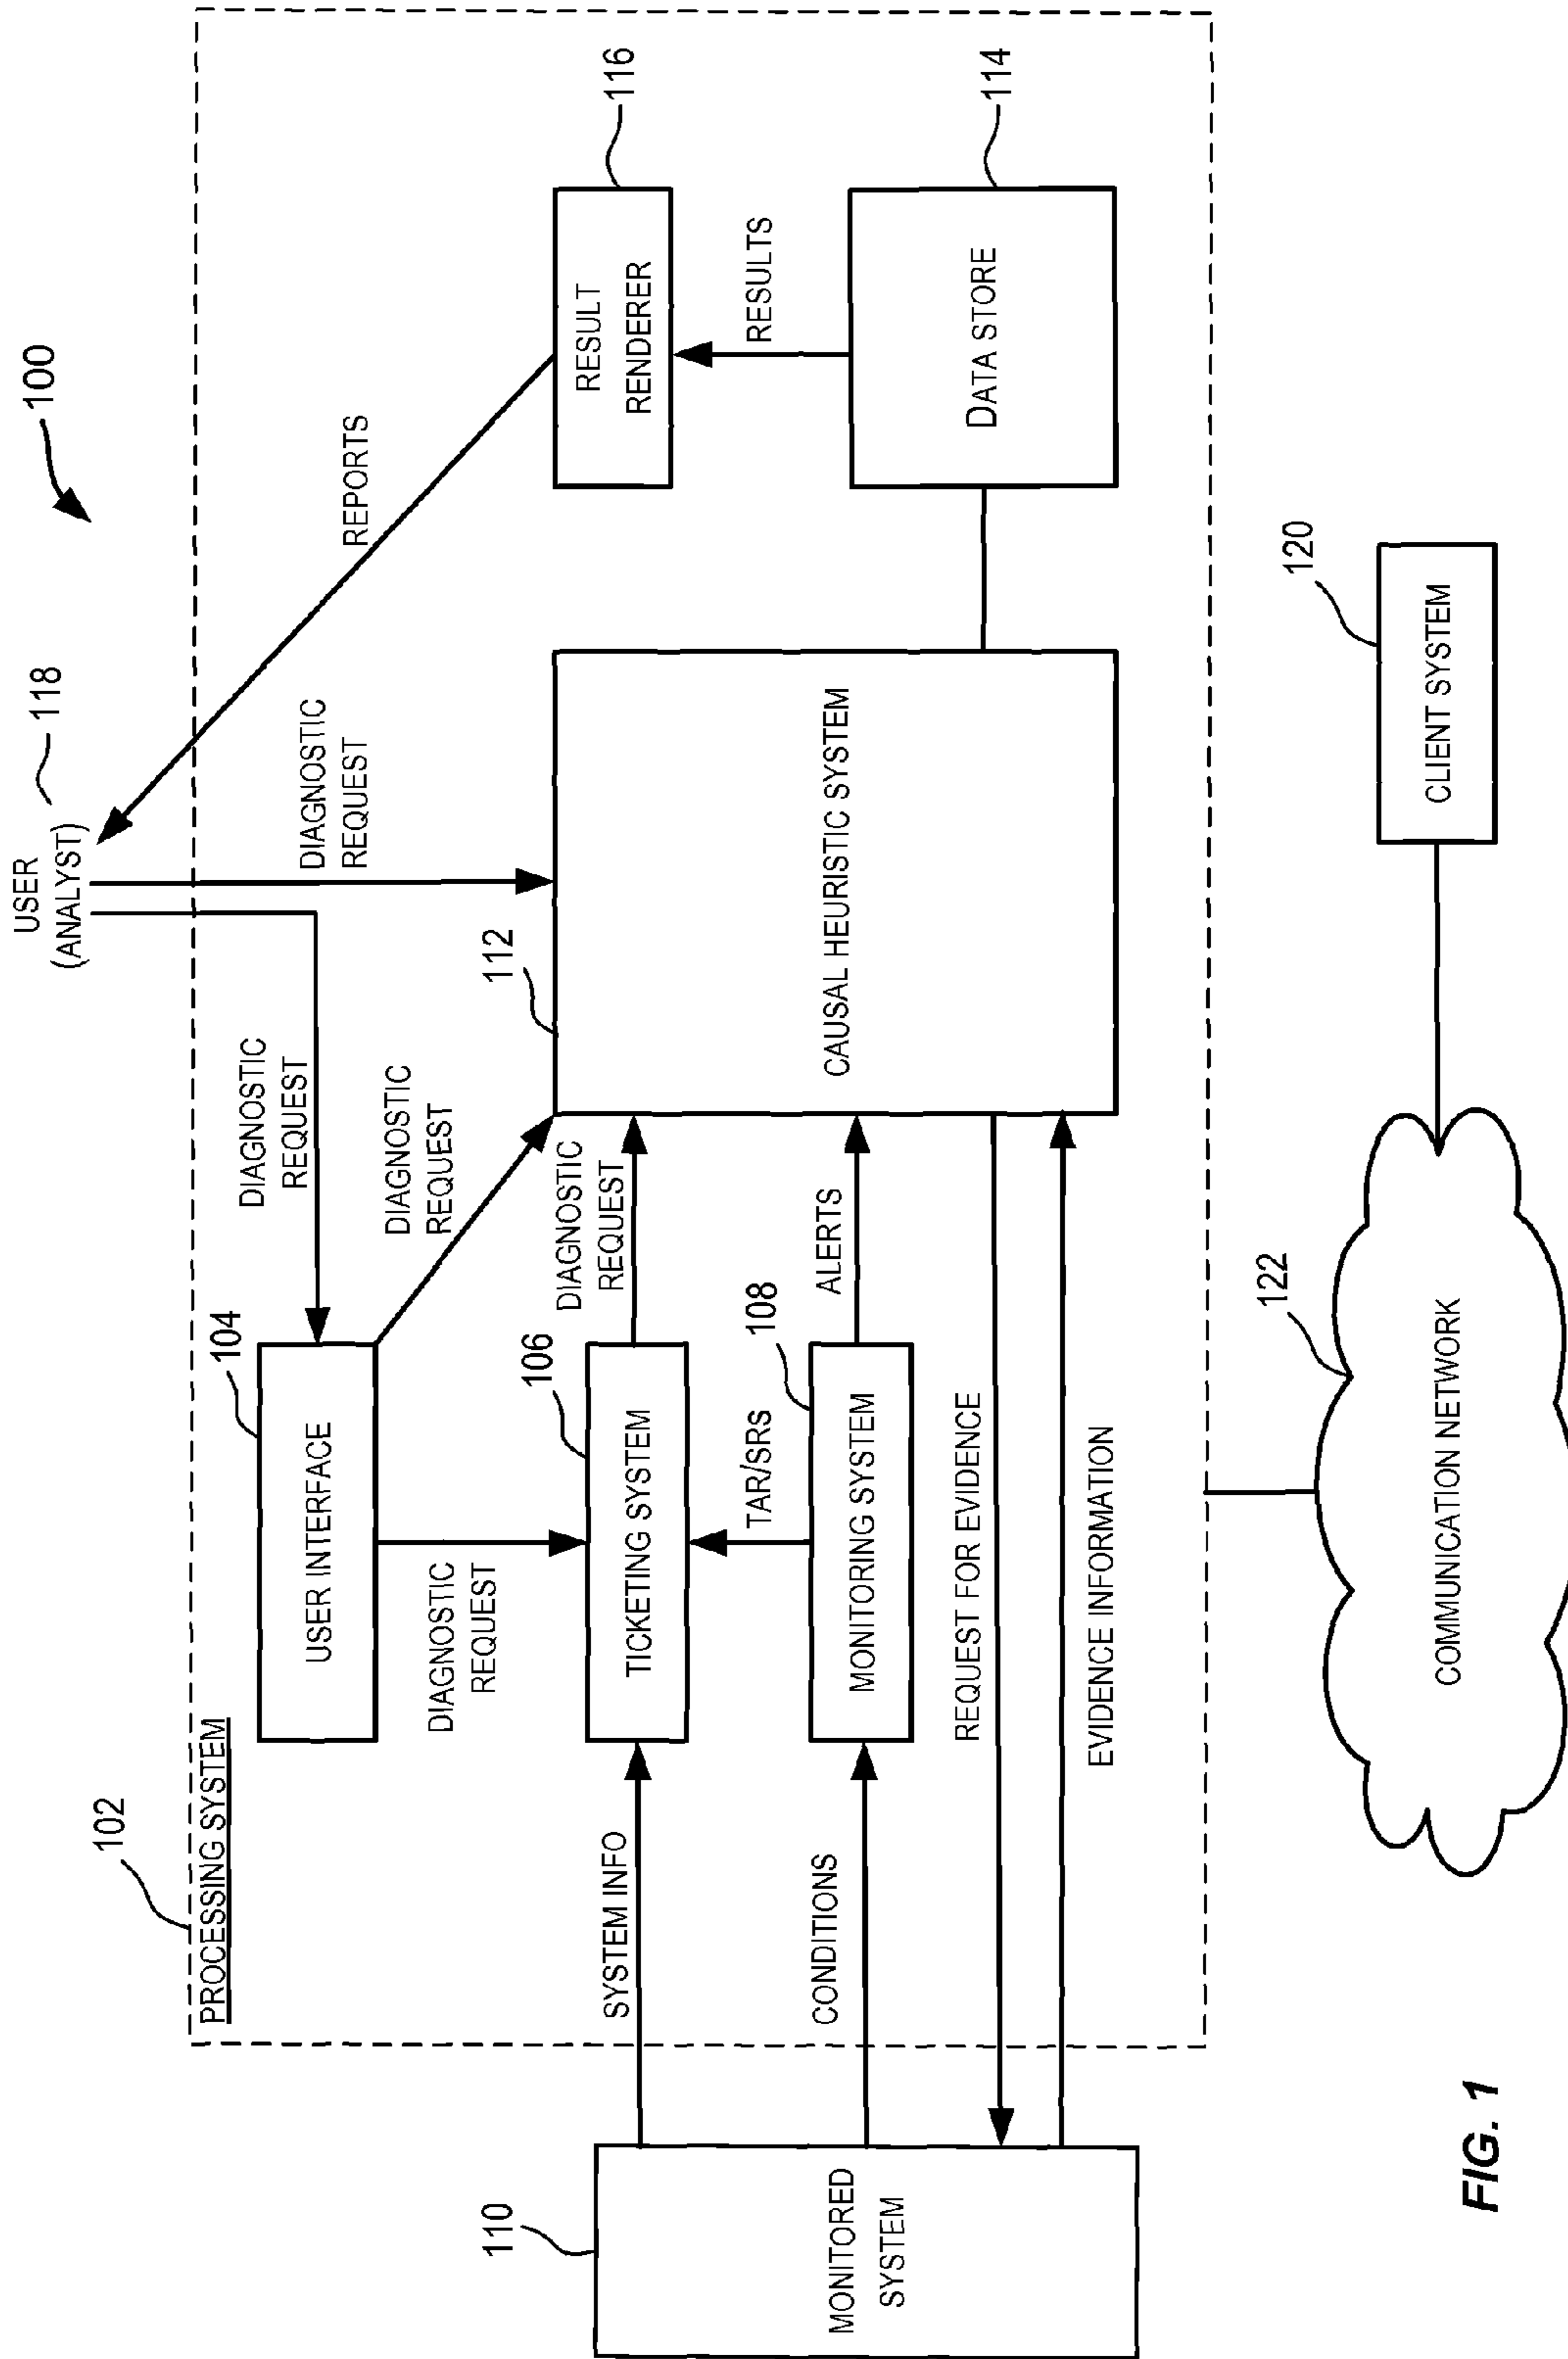 100
USER
(ANALYST)
118
102
PROCESSING SYSTEM
REPORTS
DIAGNOSTIC
REQUEST
DIAGNOSTIC
REQUEST
104
USER INTERFACE
DIAGNOSTIC
REQUEST
DIAGNOSTIC
REQUEST
112
CAUSAL HEURISTIC SYSTEM
116
RESULT
RENDERER
RESULTS
114
DATA STORE
SYSTEM INFO
106
TICKETING SYSTEM
DIAGNOSTIC
REQUEST
TAR/SRS
108
MONITORING SYSTEM
ALERTS
CONDITIONS
110
MONITORED
SYSTEM
REQUEST FOR EVIDENCE
EVIDENCE INFORMATION
122
COMMUNICATION NETWORK
120
CLIENT SYSTEM
FIG. 1